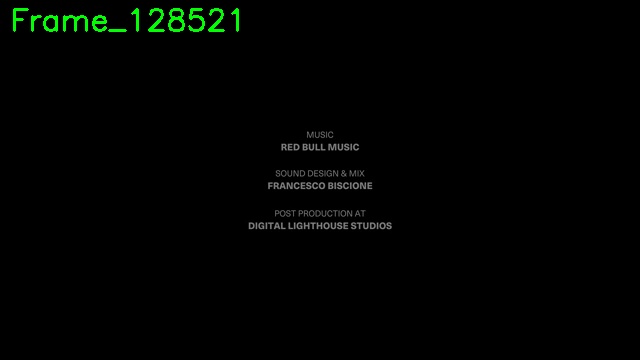 Frame_128521
MUSIC
RED BULL MUSIC
SOUND DESIGN & MIX
FRANCESCO BISCIONE
POST PRODUCTION AT
DIGITAL LIGHTHOUSE STUDIOS